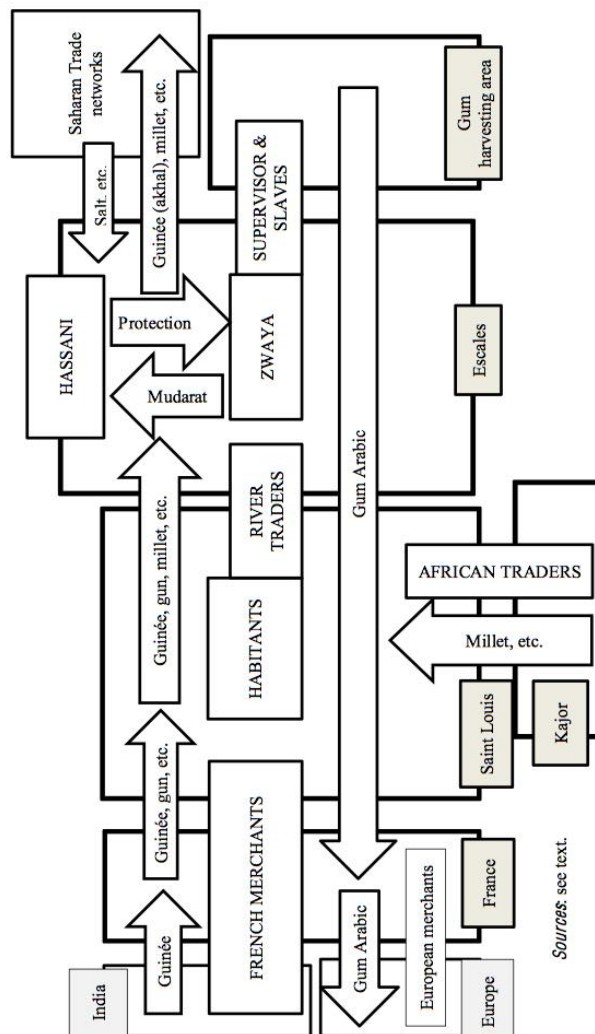 India
Guinée
Guinée, gun, etc.
Guinée, gun, millet, etc.
HASSANI
Salt. etc.
Saharan Trade
networks
Guinée (akhal), millet, etc.
Mudarat
Protection
FRENCH MERCHANTS
HABITANTS
RIVER
TRADERS
ZWAYA
SUPERVISOR &
SLAVES
Gum Arabic
Gum Arabic
European merchants
Millet, etc.
AFRICAN TRADERS
Europe
France
Saint Louis
Escales
Gum
harvesting area
Kajor
Sources: see text.